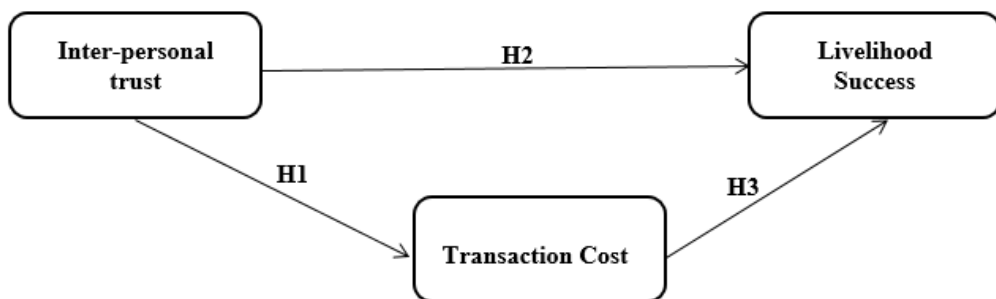 Inter-personal
trust
H2
Livelihood
Success
H1
H3
Transaction Cost